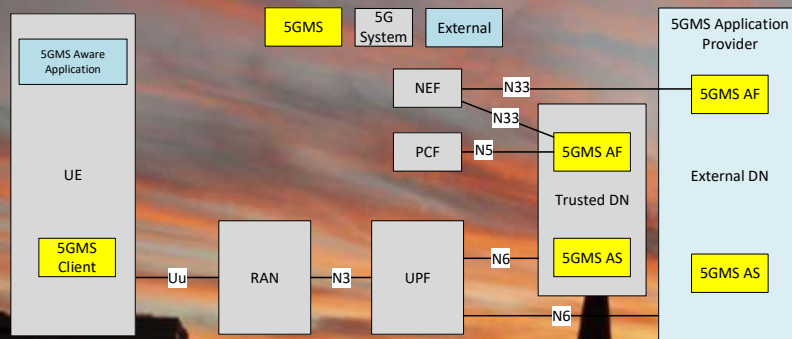 5GMS
5G
System
External
5GMS Application
Provider
5GMS Aware
Application
NEF
N33
5GMS AF
N33
PCF
N5
5GMS AF
UE
Trusted DN
External DN
5GMS
Client
Uu
RAN
N3
UPF
N6
5GMS AS
5GMS AS
N6